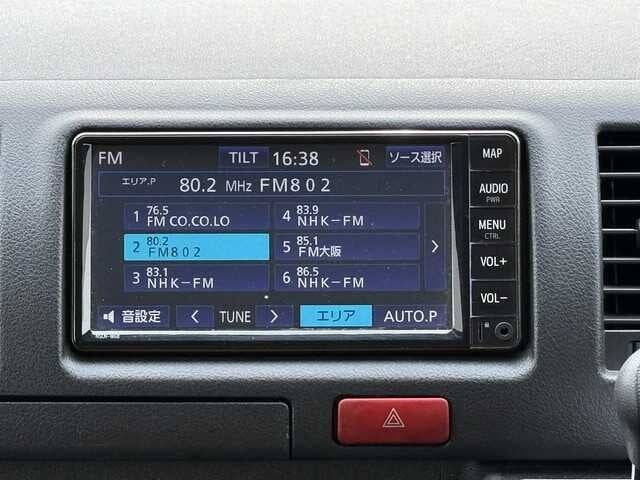 FM TILT 16:38 ソース選択
エリア.P 80.2 MHz FM802
1 76.5 FM CO.CO.LO
2 80.2 FM802
3 83.1 NHK-FM
4 83.9 NHK-FM
5 85.1 FM大阪
6 86.5 NHK-FM
音設定 < TUNE > エリア AUTO.P
MAP
AUDIO
PWR
MENU
CTRL
VOL+
VOL-